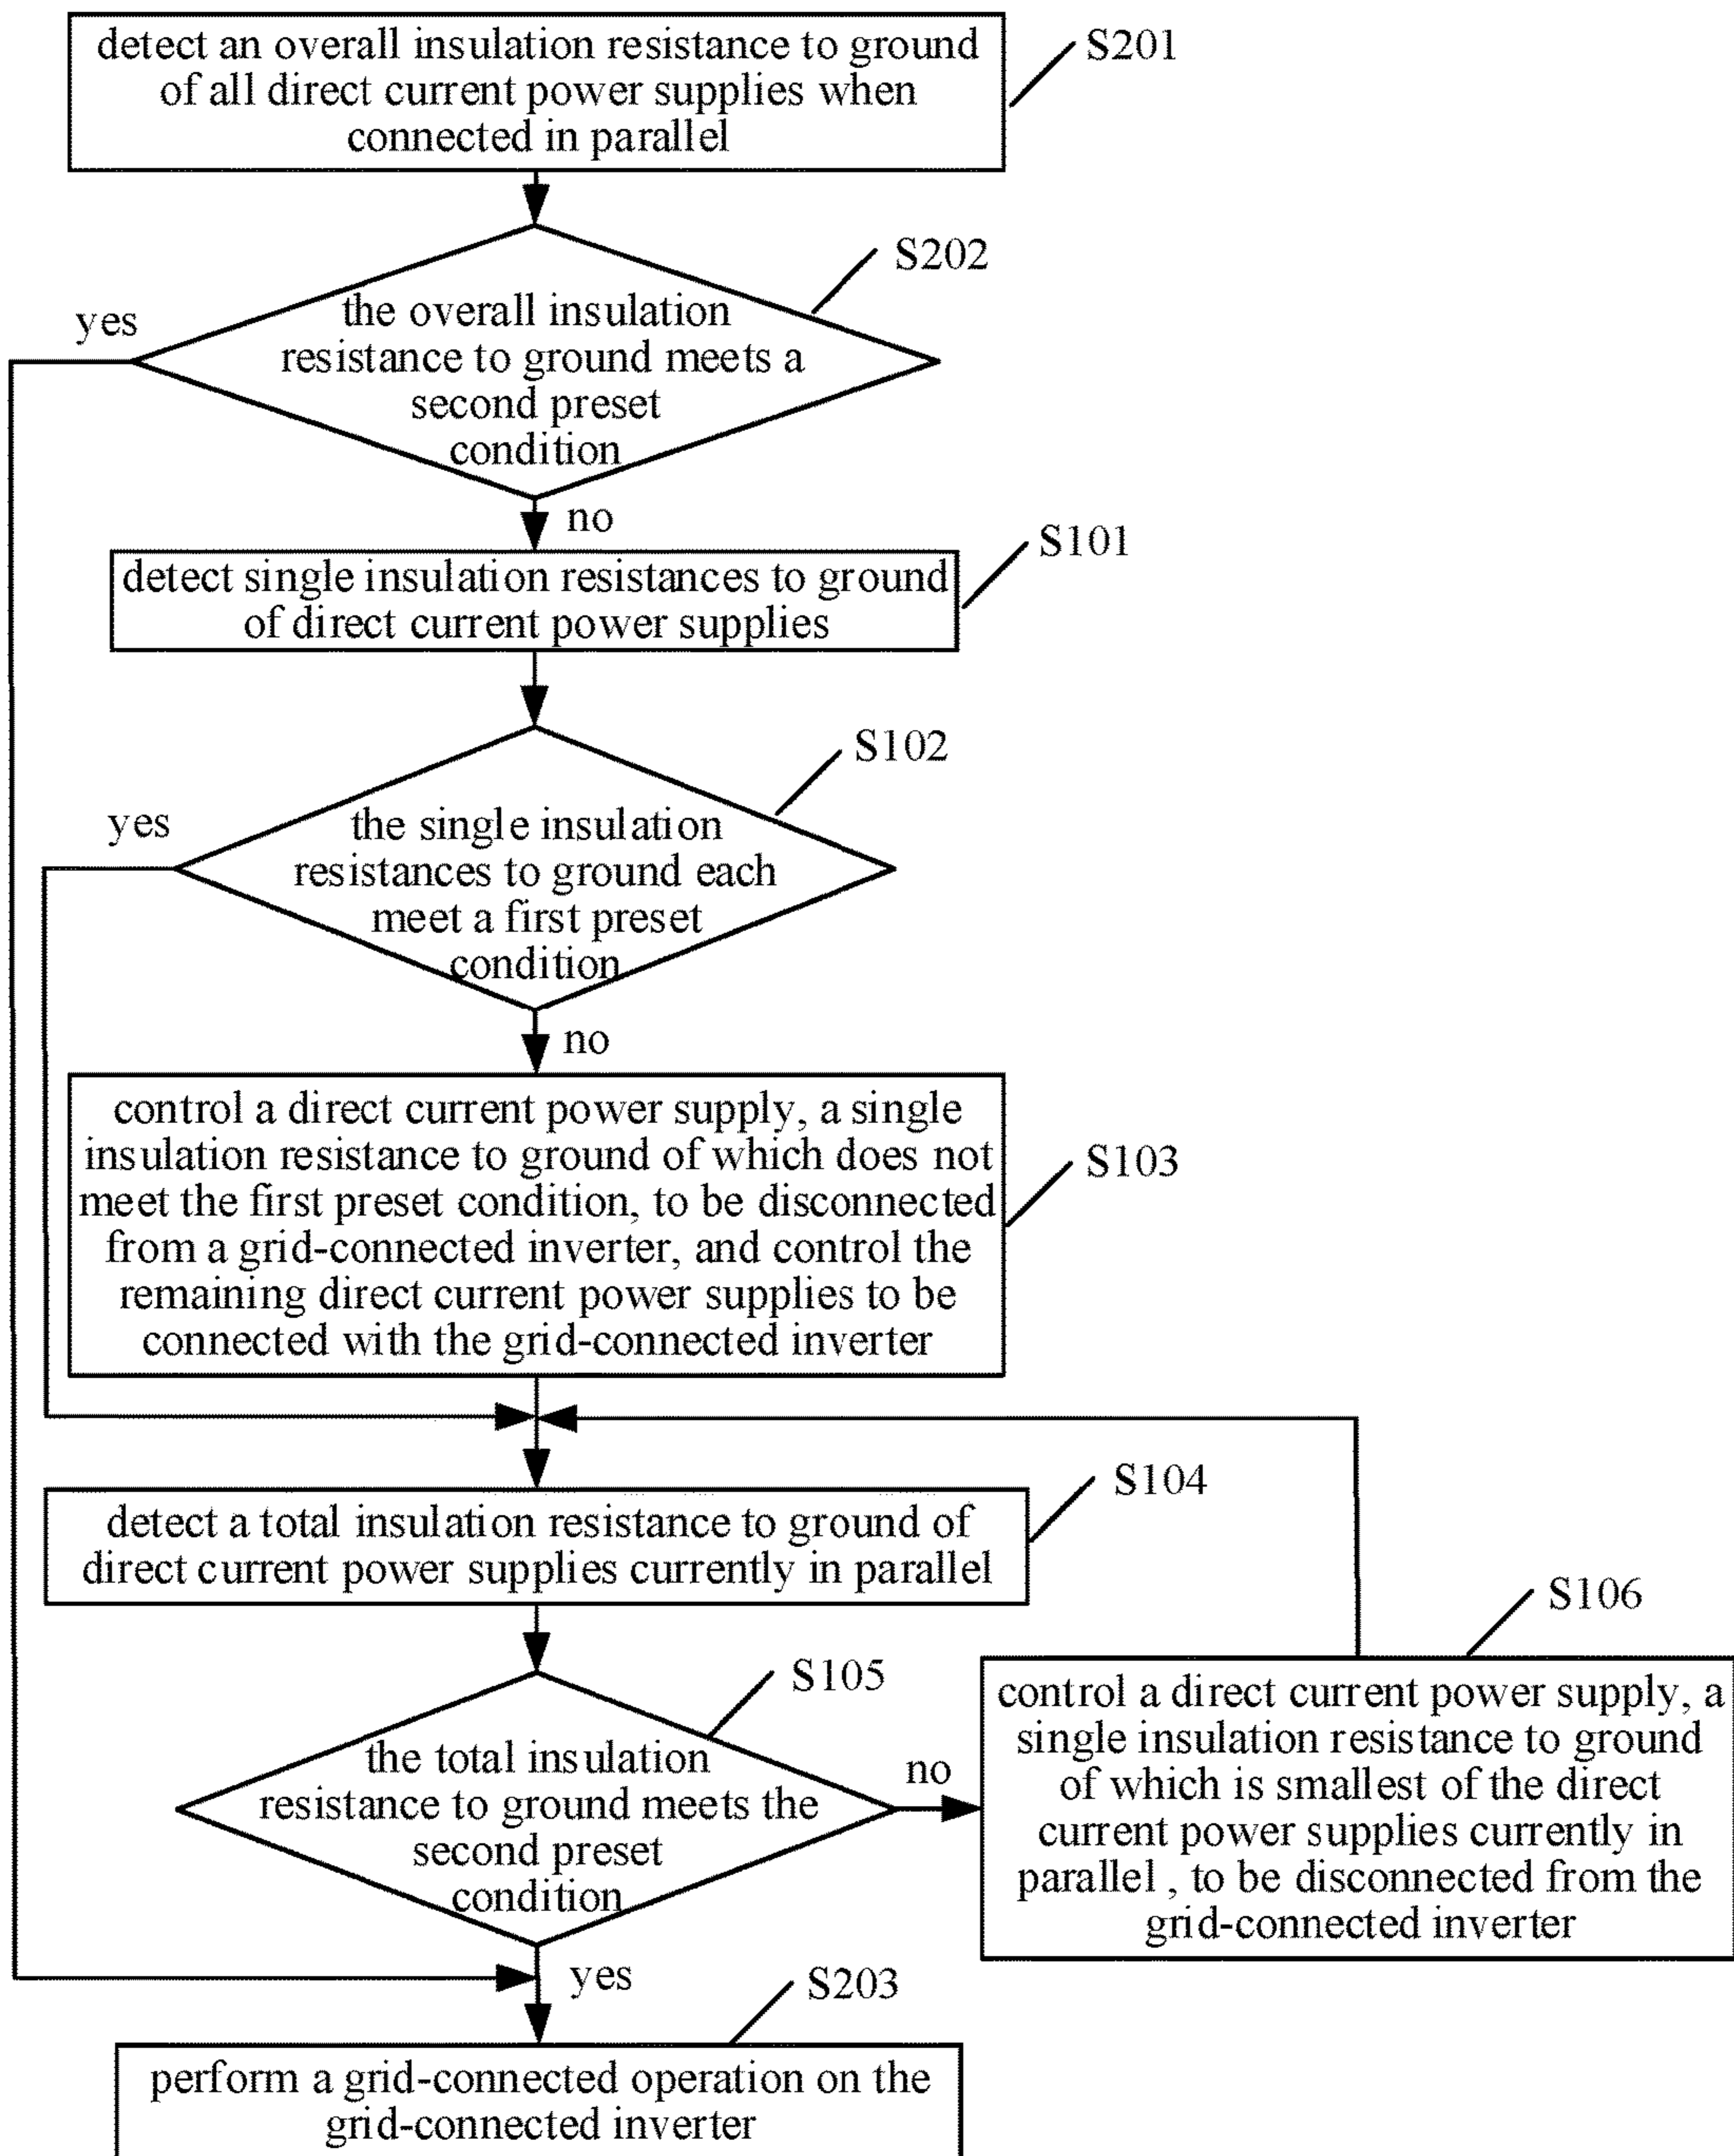 detect an overall insulation resistance to ground
of all direct current power supplies when
connected in parallel
S201
S202
yes
the overall insulation
resistance to ground meets a
second preset
condition
no
S101
detect single insulation resistances to ground
of direct current power supplies
S102
yes
the single insulation
resistances to ground each
meet a first preset
condition
no
control a direct current power supply, a single
insulation resistance to ground of which does not
meet the first preset condition, to be disconnected
from a grid-connected inverter, and control the
remaining direct current power supplies to be
connected with the grid-connected inverter
S103
S104
detect a total insulation resistance to ground of
direct current power supplies currently in parallel
S105
the total insulation
resistance to ground meets the
second preset
condition
no
S106
control a direct current power supply, a
single insulation resistance to ground
of which is smallest of the direct
current power supplies currently in
parallel , to be disconnected from the
grid-connected inverter
yes
S203
perform a grid-connected operation on the
grid-connected inverter